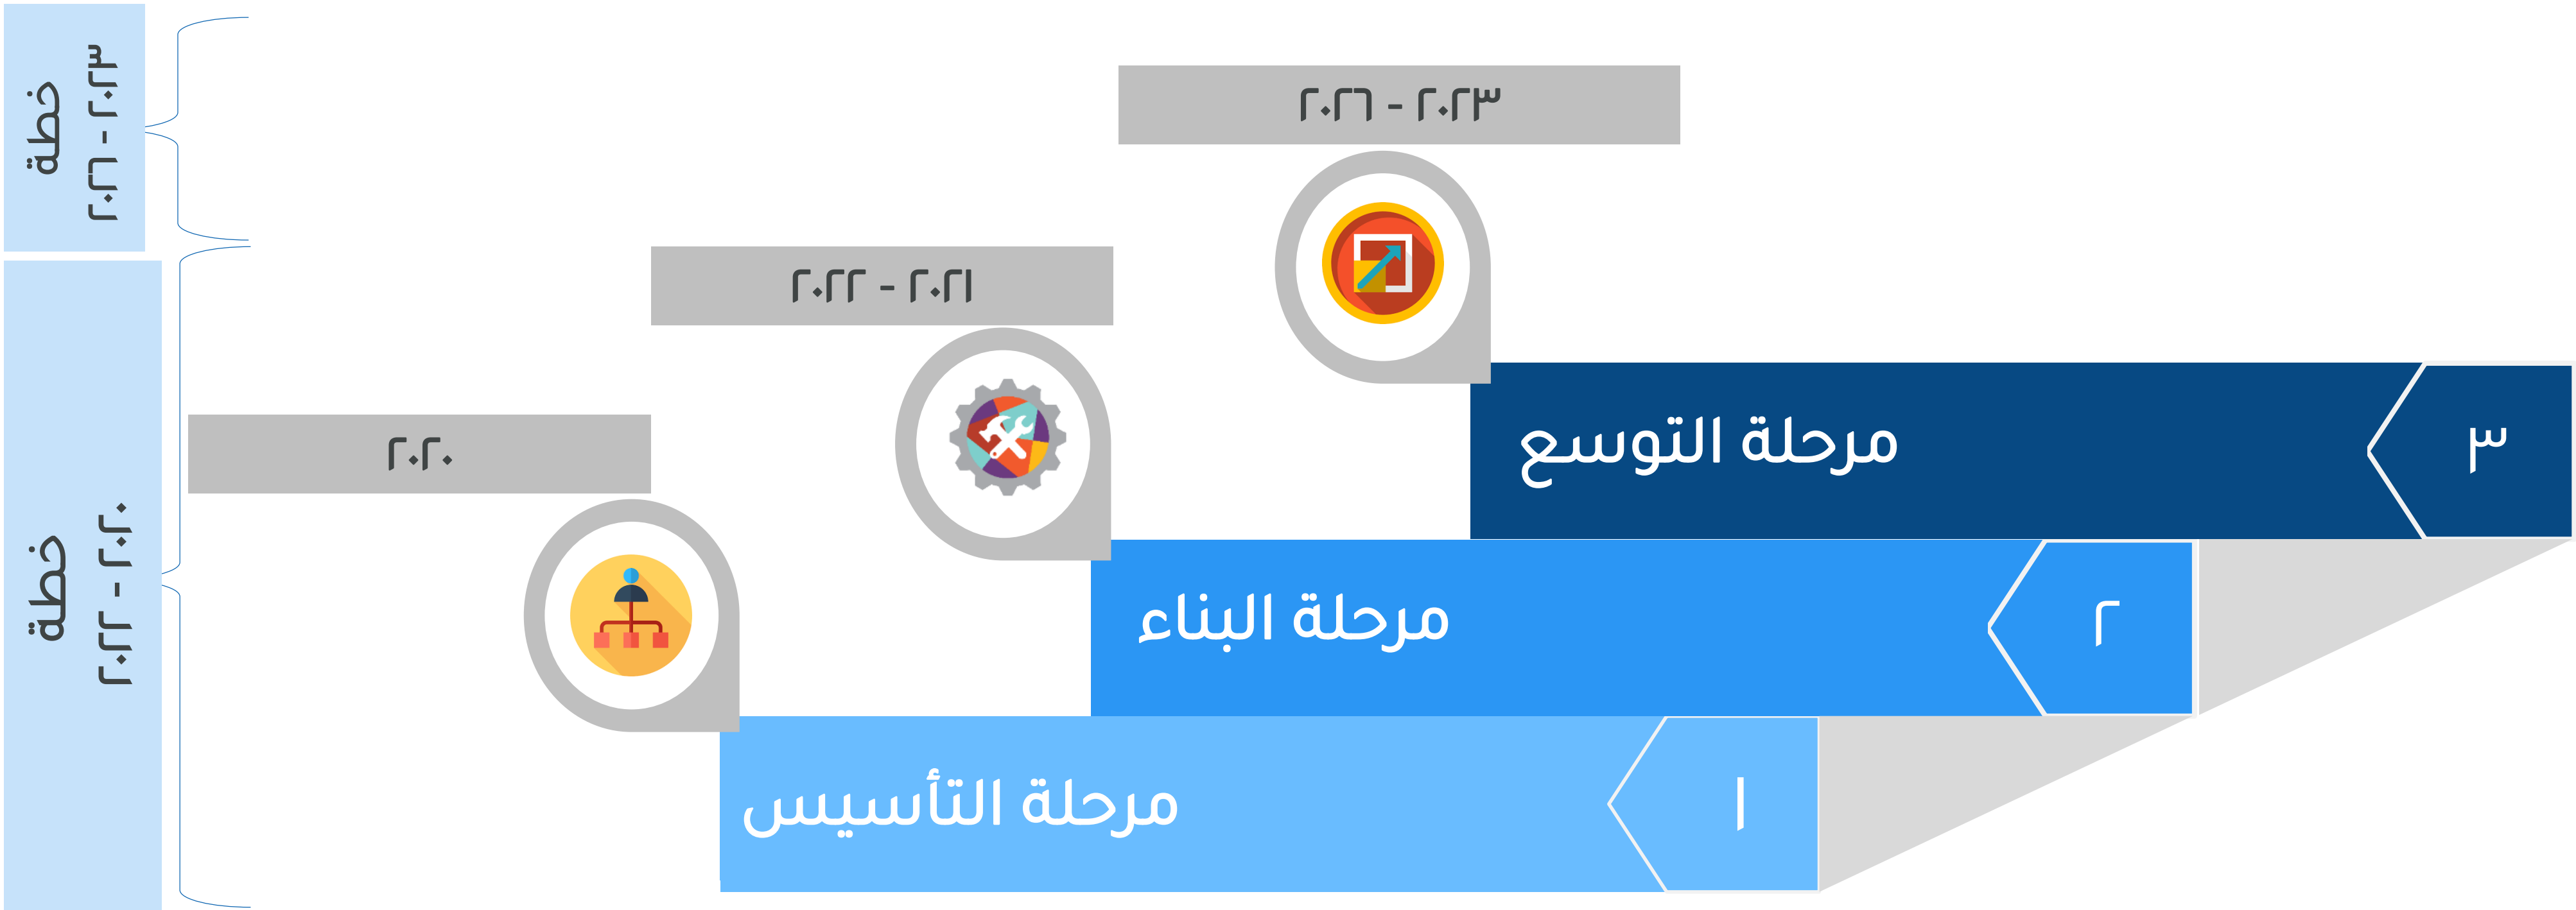 خطة
٢٠٢٣ - ٢٠٢٦
٢٠٢٣ - ٢٠٢٦
٣
مرحلة التوسع
٢٠٢١ - ٢٠٢٢
٢
مرحلة البناء
٢٠٢٠
١
مرحلة التأسيس
خطة
٢٠٢٠ - ٢٠٢٢